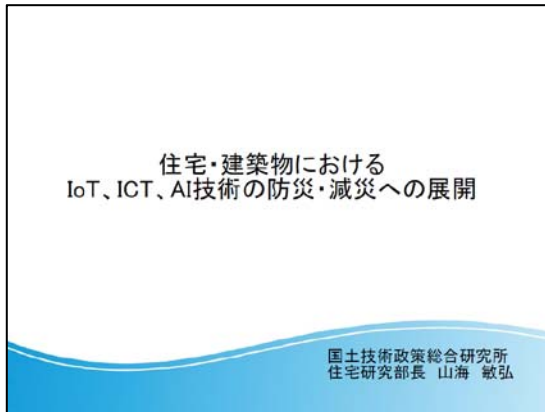 住宅・建築物における
IoT、ICT、AI技術の防災・減災への展開
国土技術政策総合研究所
住宅研究部長 山海 敏弘